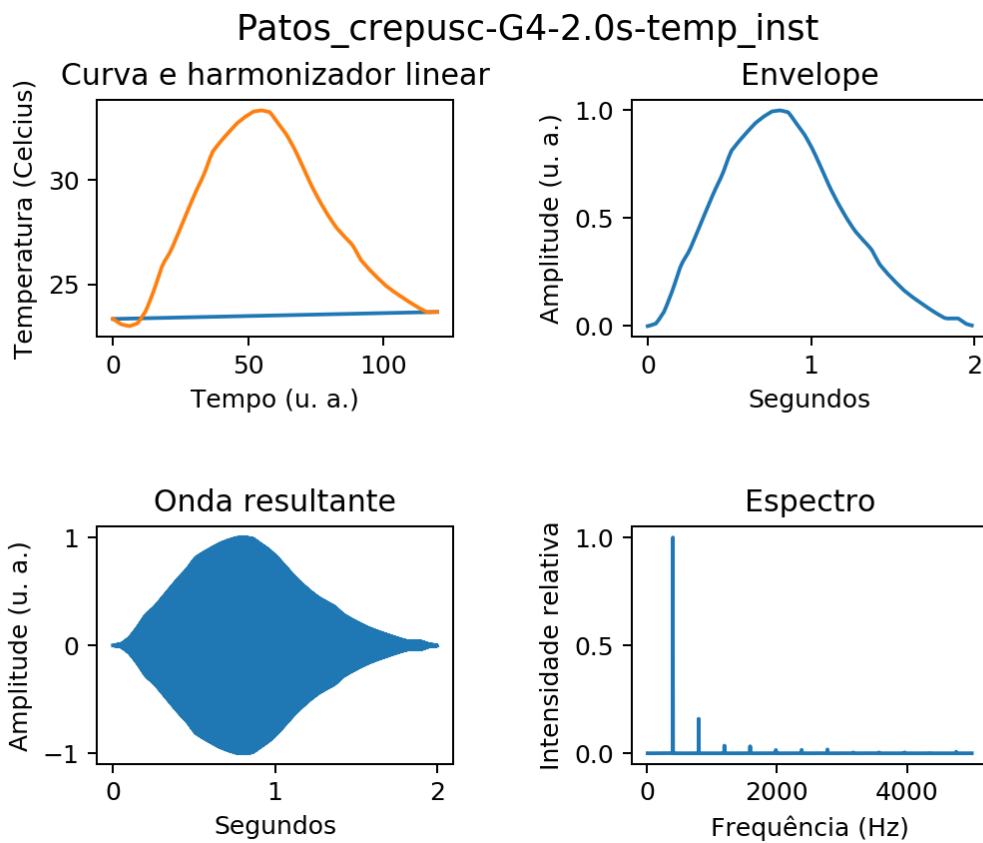 Patos_crepusc-G4-2.0s-temp_inst
Curva e harmonizador linear
Temperatura (Celcius)
30
25
0 50 100
Tempo (u. a.)
Envelope
Amplitude (u. a.)
1.0
0.5
0.0
0 1 2
Segundos
Onda resultante
Amplitude (u. a.)
1
0
−1
0 1 2
Segundos
Espectro
Intensidade relativa
1.0
0.5
0.0
0 2000 4000
Frequência (Hz)